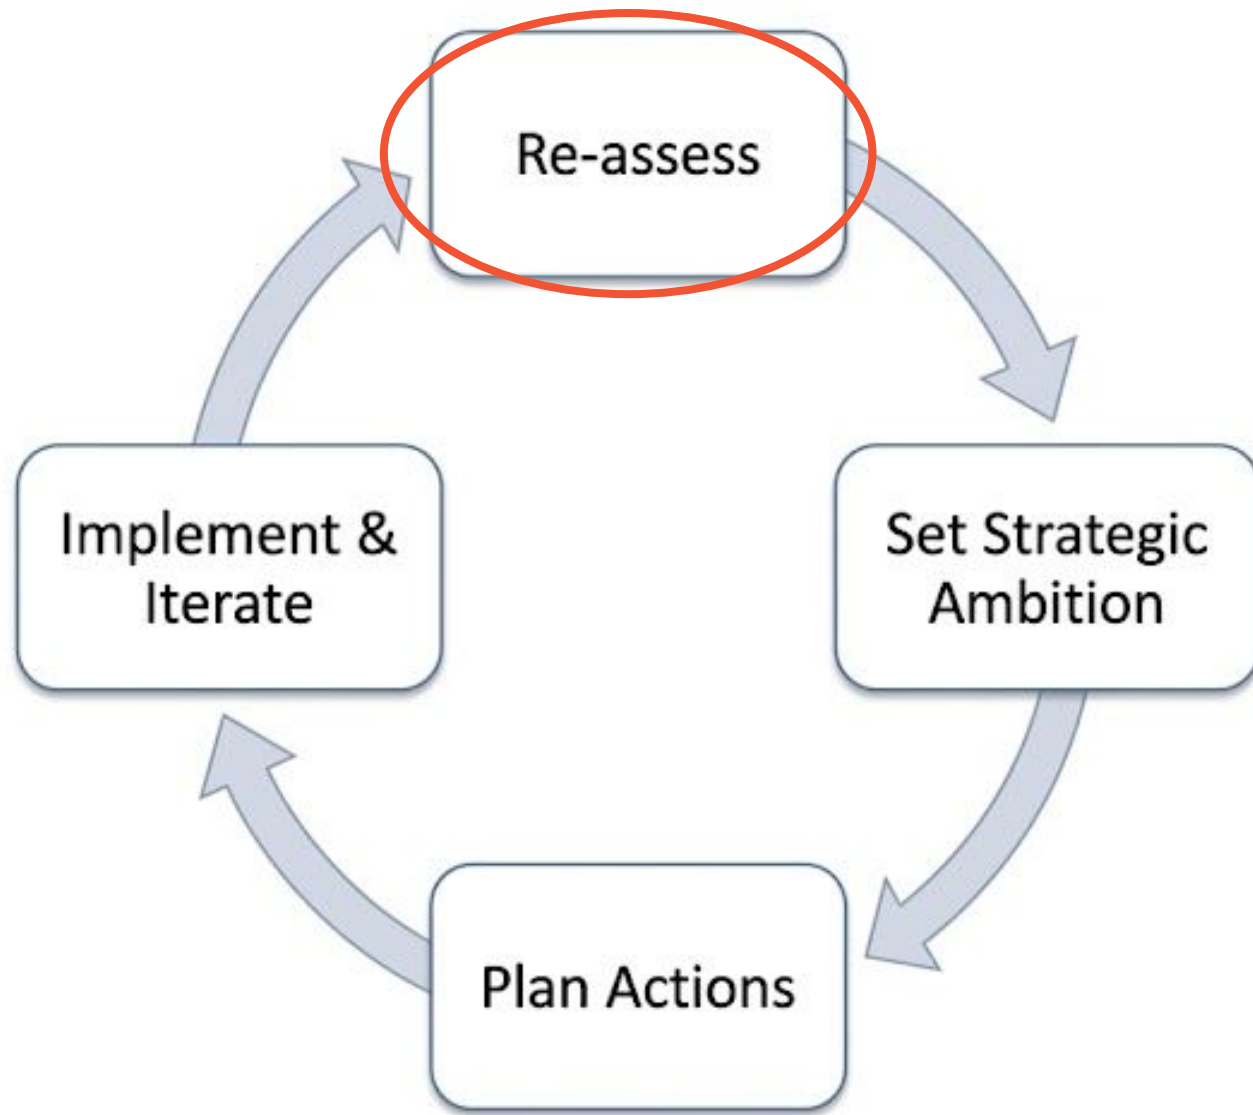 Re-assess
Set Strategic
Ambition
Plan Actions
Implement &
Iterate